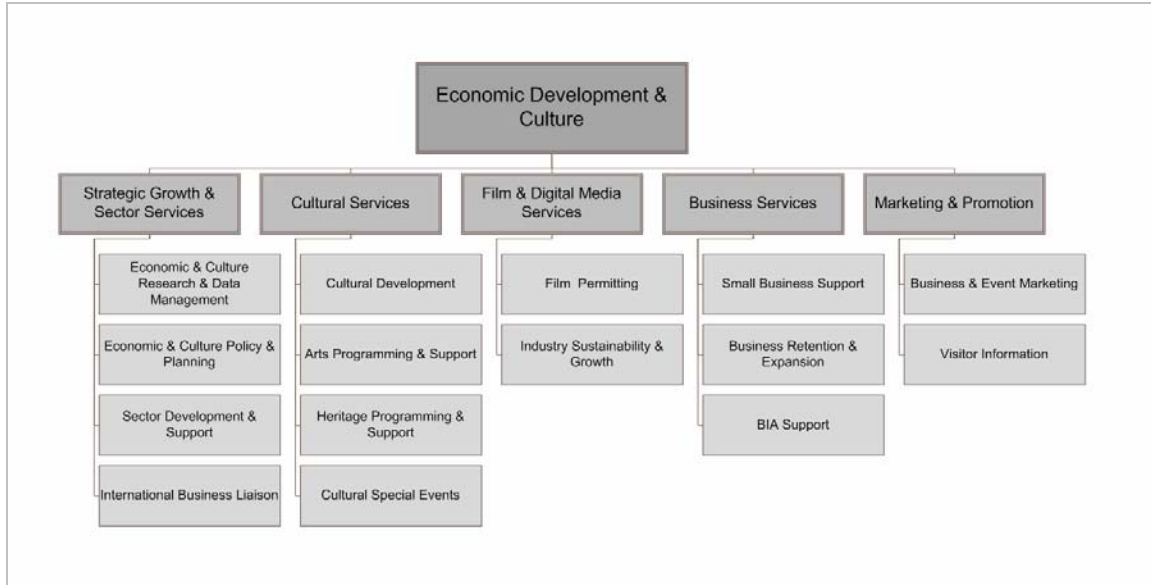 Economic Development &
Culture
Strategic Growth &
Sector Services
Cultural Services
Film & Digital Media
Services
Business Services
Marketing & Promotion
Economic & Culture
Research & Data
Management
Economic & Culture Policy &
Planning
Sector Development &
Support
International Business Liaison
Cultural Development
Arts Programming & Support
Heritage Programming &
Support
Cultural Special Events
Film Permitting
Industry Sustainability &
Growth
Small Business Support
Business Retention &
Expansion
BIA Support
Business & Event Marketing
Visitor Information